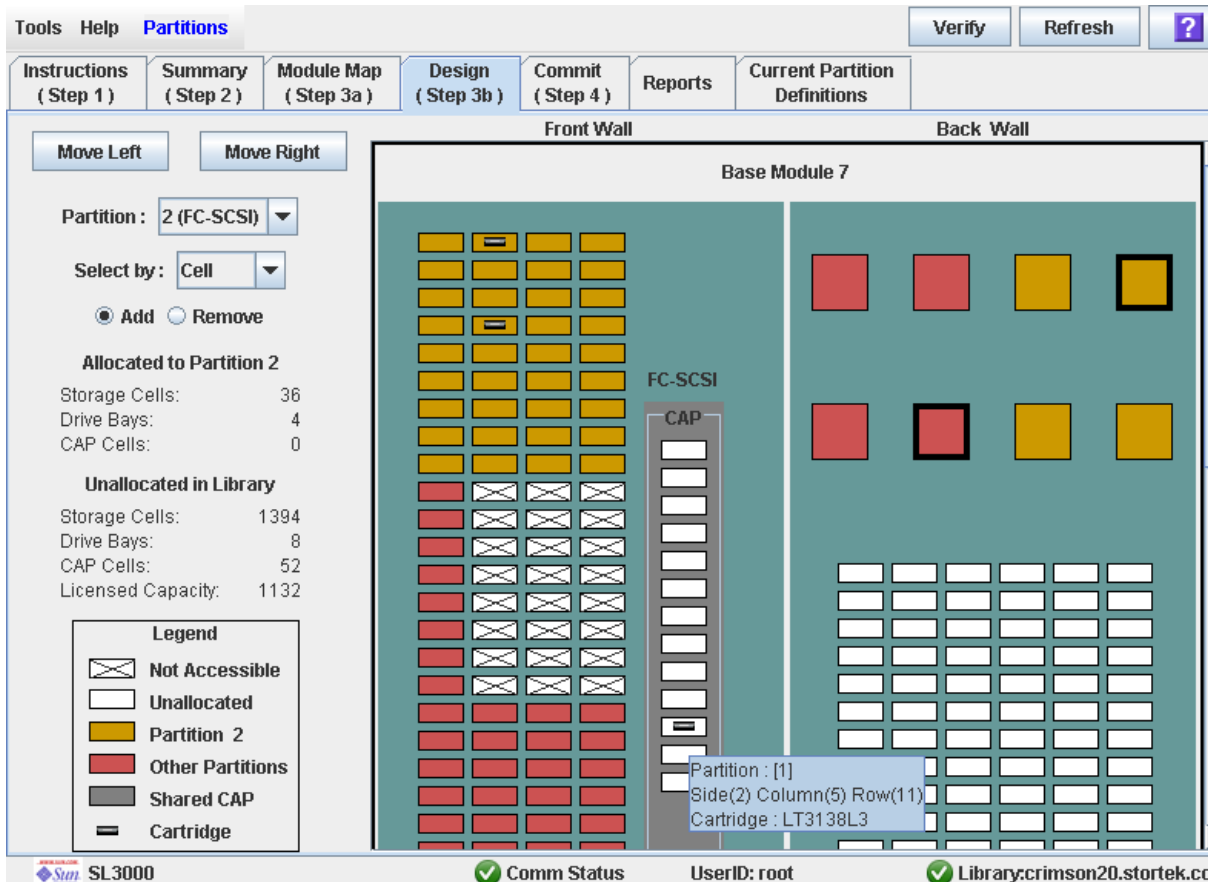 Tools Help Partitions
Verify
Refresh
?
Instructions
( Step 1 )
Summary
( Step 2 )
Module Map
( Step 3a )
Design
( Step 3b )
Commit
( Step 4 )
Reports
Current Partition
Definitions
Move Left
Move Right
Front Wall
Back Wall
Base Module 7
Partition : 2 (FC-SCSI)
Select by : Cell
Add Remove
Allocated to Partition 2
Storage Cells: 36
Drive Bays: 4
CAP Cells: 0
Unallocated in Library
Storage Cells: 1394
Drive Bays: 8
CAP Cells: 52
Licensed Capacity: 1132
Legend
Not Accessible
Unallocated
Partition 2
Other Partitions
Shared CAP
Cartridge
FC-SCSI
CAP
Partition : [1]
Side(2) Column(5) Row(11)
Cartridge : LT3138L3
Sun SL3000
Comm Status
UserID: root
Library:crimson20.stortek.co